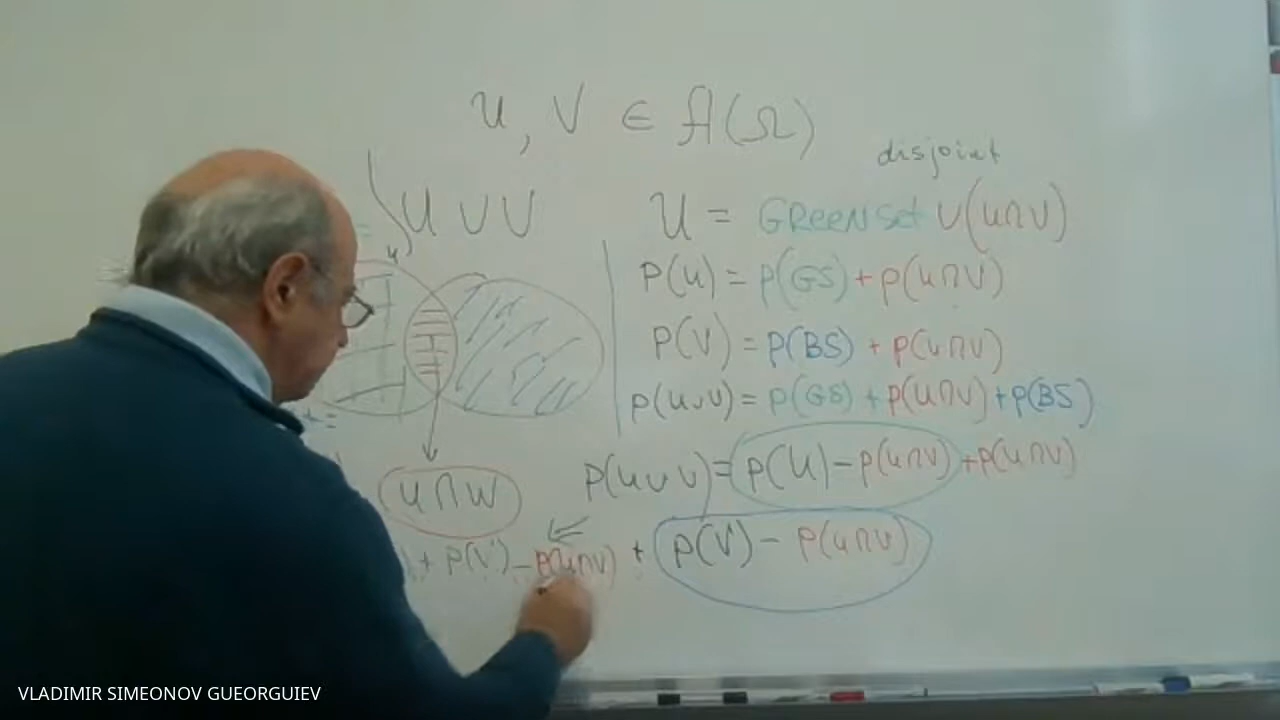 U, V ∈ A(Ω)
disjoint
U ∪ V
U = GREEN Set ∪ (U∩V)
P(U) = P(GS) + P(U∩V)
P(V) = P(BS) + P(U∩V)
P(U∪V) = P(GS) + P(U∩V) + P(BS)
u
U∩W
P(U∪V) = P(U) − P(U∩V) + P(U∩V)
) + P(V) − P(U∩V) + P(V) − P(U∩V)
VLADIMIR SIMEONOV GUEORGUIEV